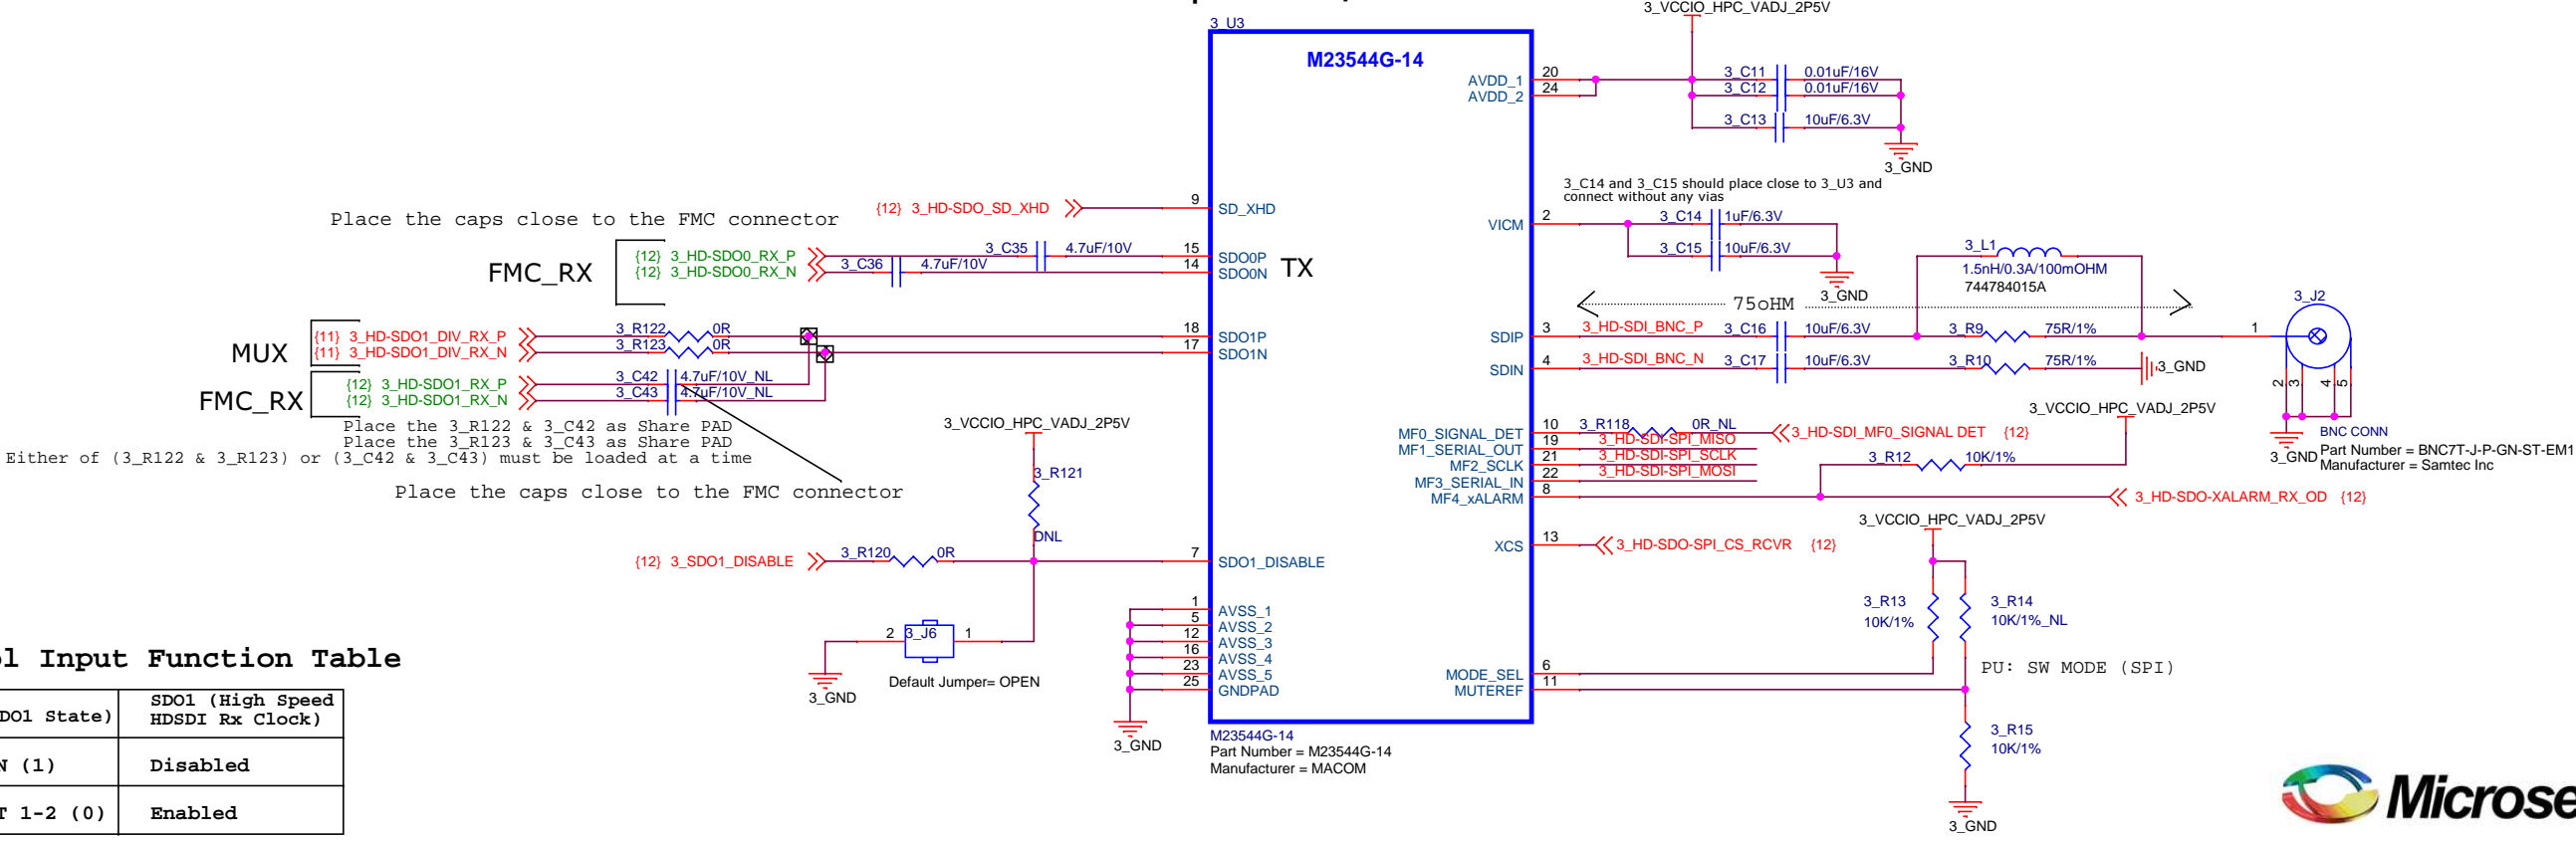 3_VCCIO_HPC_VADJ_2P5V
3_U3
M23544G-14
AVDD_1 20
AVDD_2 24
3_C11 0.01uF/16V
3_C12 0.01uF/16V
3_C13 10uF/6.3V
3_GND
3_C14 and 3_C15 should place close to 3_U3 and
connect without any vias
Place the caps close to the FMC connector
{12} 3_HD-SDO_SD_XHD 9 SD_XHD
VICM 2 3_C14 1uF/6.3V
3_C15 10uF/6.3V
3_GND
FMC_RX
{12} 3_HD-SDO0_RX_P 3_C35 4.7uF/10V 15 SDO0P
{12} 3_HD-SDO0_RX_N 3_C36 4.7uF/10V 14 SDO0N
TX
3_L1
1.5nH/0.3A/100mOHM
744784015A
75oHM
MUX
{11} 3_HD-SDO1_DIV_RX_P 3_R122 0R 18 SDO1P
{11} 3_HD-SDO1_DIV_RX_N 3_R123 0R 17 SDO1N
SDIP 3 3_HD-SDI_BNC_P 3_C16 10uF/6.3V 3_R9 75R/1% 1 3_J2
SDIN 4 3_HD-SDI_BNC_N 3_C17 10uF/6.3V 3_R10 75R/1% 3_GND
2 3 4 5
FMC_RX
{12} 3_HD-SDO1_RX_P 3_C42 4.7uF/10V_NL
{12} 3_HD-SDO1_RX_N 3_C43 4.7uF/10V_NL
Place the 3_R122 & 3_C42 as Share PAD
Place the 3_R123 & 3_C43 as Share PAD
Either of (3_R122 & 3_R123) or (3_C42 & 3_C43) must be loaded at a time
Place the caps close to the FMC connector
3_VCCIO_HPC_VADJ_2P5V
3_R121
DNL
3_VCCIO_HPC_VADJ_2P5V
MF0_SIGNAL_DET 10 3_R118 0R_NL 3_HD-SDI_MF0_SIGNAL DET {12}
MF1_SERIAL_OUT 19 3_HD-SDI-SPI_MISO
MF2_SCLK 21 3_HD-SDI-SPI_SCLK
MF3_SERIAL_IN 22 3_HD-SDI-SPI_MOSI
MF4_xALARM 8 3_HD-SDO-XALARM_RX_OD {12}
3_R12 10K/1%
3_GND
BNC CONN
Part Number = BNC7T-J-P-GN-ST-EM1
Manufacturer = Samtec Inc
{12} 3_SDO1_DISABLE 3_R120 0R 7 SDO1_DISABLE
XCS 13 3_HD-SDO-SPI_CS_RCVR {12}
3_VCCIO_HPC_VADJ_2P5V
3_R13
10K/1%
3_R14
10K/1%_NL
1 AVSS_1
5 AVSS_2
12 AVSS_3
16 AVSS_4
23 AVSS_5
25 GNDPAD
2 3_J6 1
Default Jumper= OPEN
3_GND
3_GND
MODE_SEL 6
MUTEREF 11
PU: SW MODE (SPI)
3_R15
10K/1%
3_GND
M23544G-14
Part Number = M23544G-14
Manufacturer = MACOM
Input Function Table
State) SDO1 (High Speed
HDSDI Rx Clock)
(1) Disabled
1-2 (0) Enabled
Microse